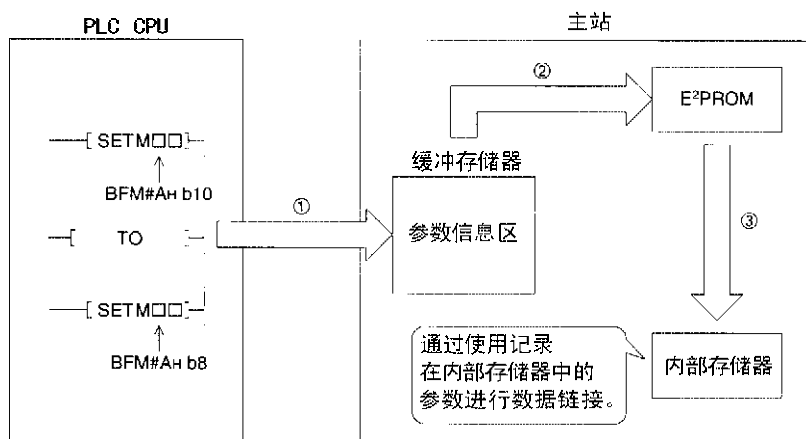 PLC CPU
主站
②
E²PROM
[ SETM□□ ]
缓冲存储器
BFM#AH b10
①
[ TO ]
参数信息区
③
[ SETM□□ ]
BFM#AH b8
通过使用记录
在内部存储器中的
参数进行数据链接。
内部存储器